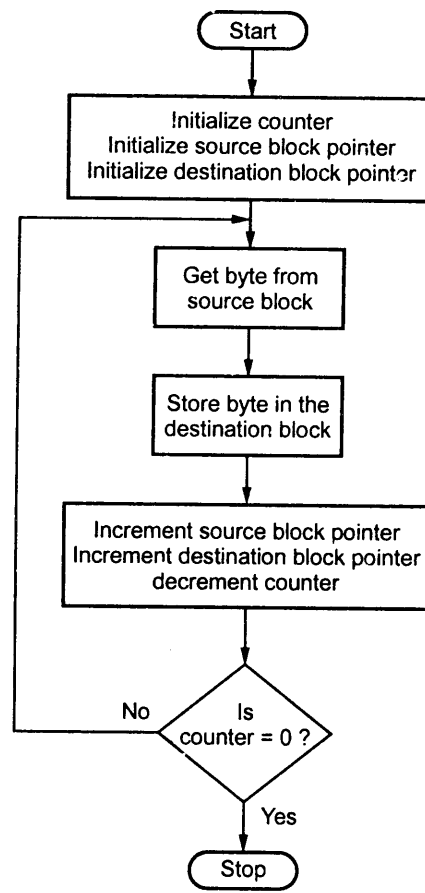 Start
Initialize counter
Initialize source block pointer
Initialize destination block pointer
Get byte from
source block
Store byte in the
destination block
Increment source block pointer
Increment destination block pointer
decrement counter
Is
counter = 0 ?
No
Yes
Stop